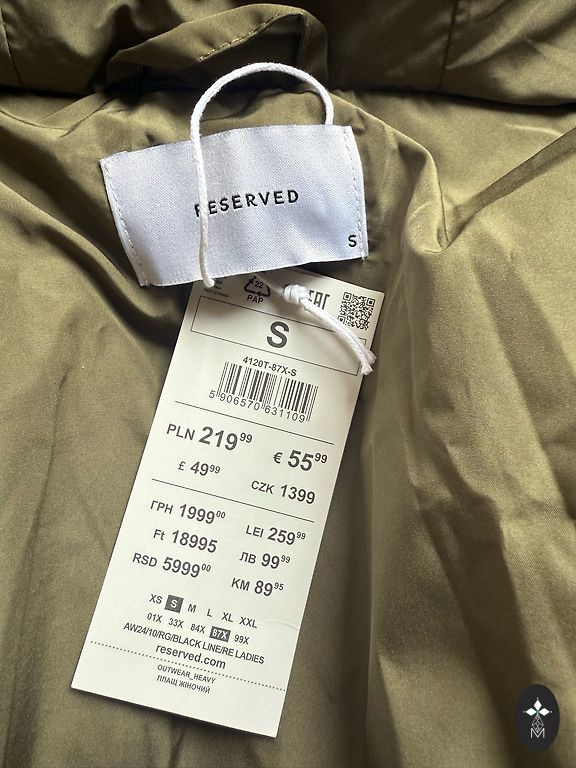 RESERVED
S
22
PAP
EAC
S
4120T-87X-S
5 906570 631109
PLN 219 99
€ 55 99
£ 49 99
CZK 1399
ГРН 1999 00
LEI 259 99
Ft 18995
ЛВ 99 99
RSD 5999 00
KM 89 95
XS S M L XL XXL
01X 33X 84X 87X 99X
AW24/10/RG/BLACK LINE/RE LADIES
reserved.com
OUTWEAR_HEAVY
ПЛАЩ ЖІНОЧИЙ
M